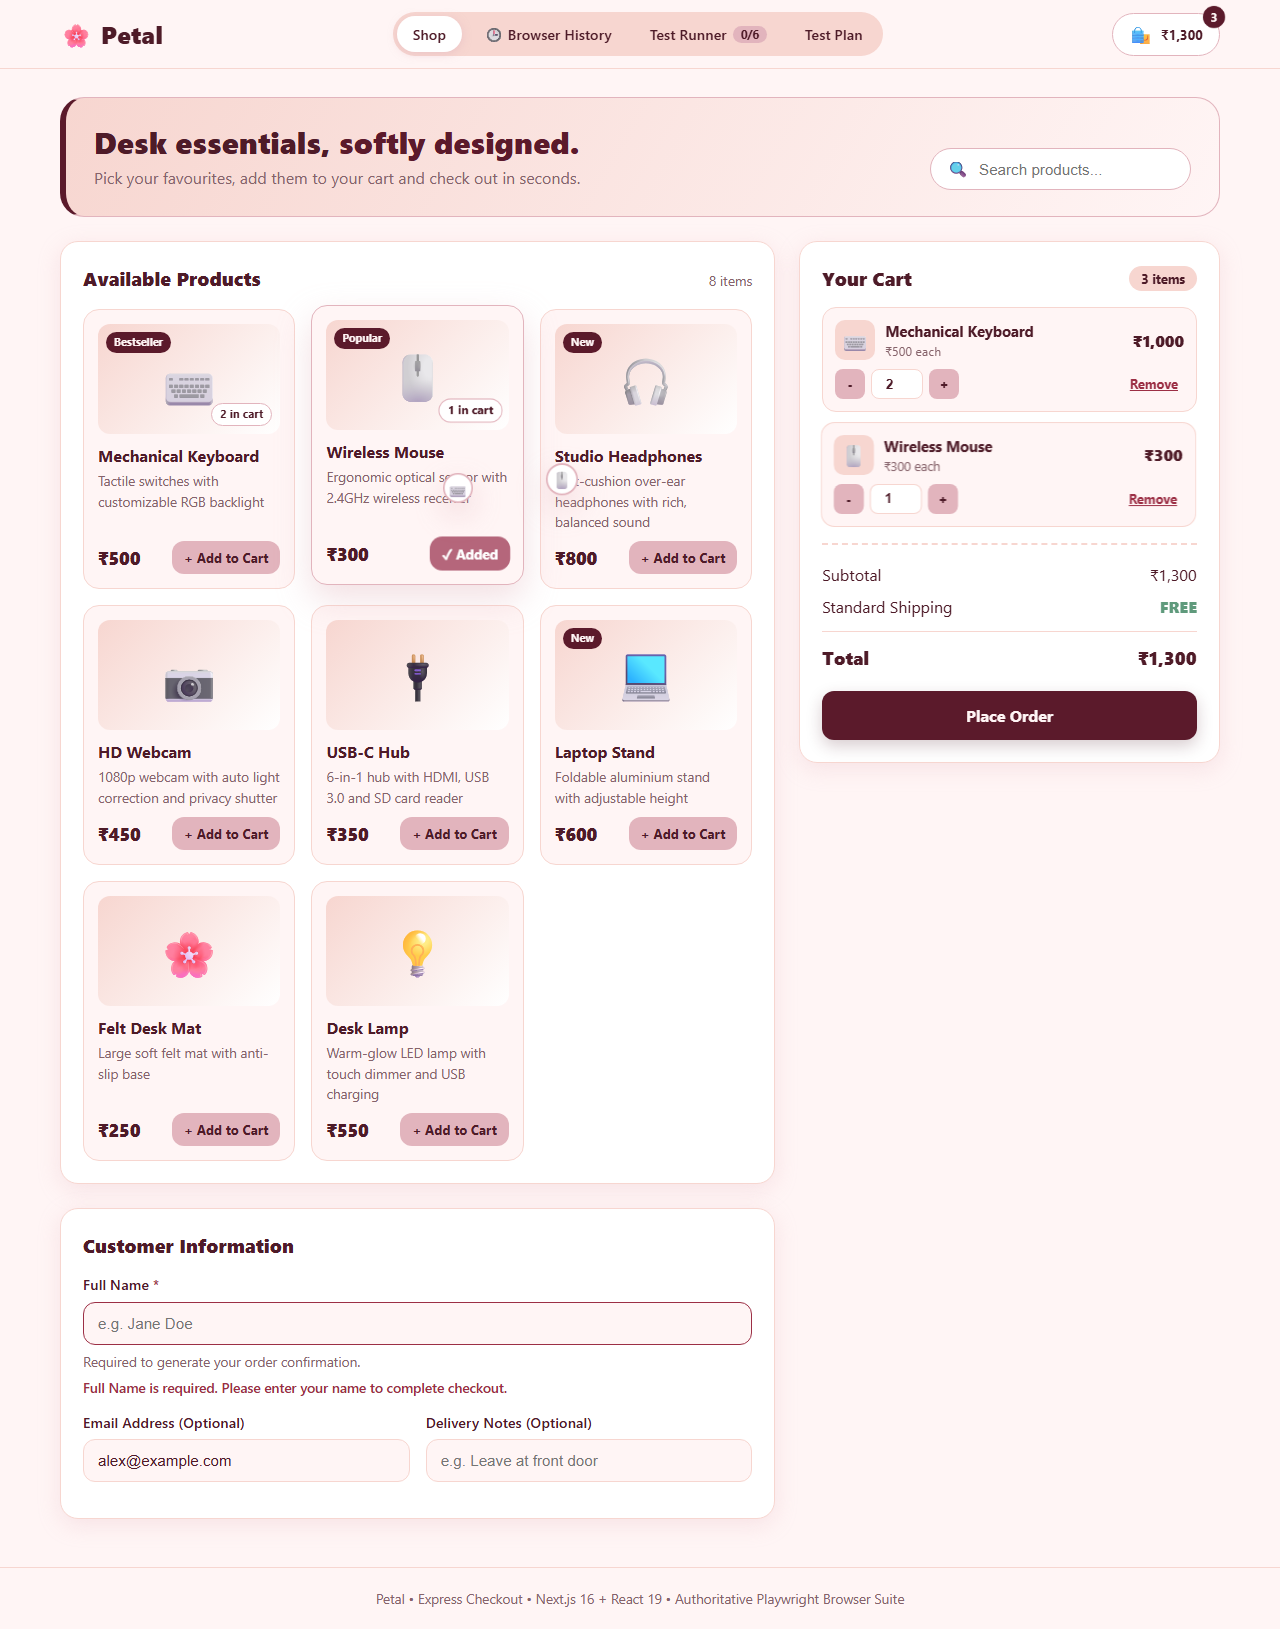 Petal
Shop
Browser History
Test Runner 0/6
Test Plan
₹1,300
3
Desk essentials, softly designed.
Pick your favourites, add them to your cart and check out in seconds.
Search products...
Available Products
8 items
Bestseller
2 in cart
Mechanical Keyboard
Tactile switches with
customizable RGB backlight
₹500
+ Add to Cart
Popular
1 in cart
Wireless Mouse
Ergonomic optical with
2.4GHz wireless
₹300
✓ Added
New
Studio Headphones
-cushion over-ear
headphones with rich,
balanced sound
₹800
+ Add to Cart
HD Webcam
1080p webcam with auto light
correction and privacy shutter
₹450
+ Add to Cart
USB-C Hub
6-in-1 hub with HDMI, USB
3.0 and SD card reader
₹350
+ Add to Cart
New
Laptop Stand
Foldable aluminium stand
with adjustable height
₹600
+ Add to Cart
Felt Desk Mat
Large soft felt mat with anti-
slip base
₹250
+ Add to Cart
Desk Lamp
Warm-glow LED lamp with
touch dimmer and USB
charging
₹550
+ Add to Cart
Your Cart
3 items
Mechanical Keyboard
₹500 each
₹1,000
- 2 +
Remove
Wireless Mouse
₹300 each
₹300
- 1 +
Remove
Subtotal ₹1,300
Standard Shipping FREE
Total ₹1,300
Place Order
Customer Information
Full Name *
e.g. Jane Doe
Required to generate your order confirmation.
Full Name is required. Please enter your name to complete checkout.
Email Address (Optional)
alex@example.com
Delivery Notes (Optional)
e.g. Leave at front door
Petal • Express Checkout • Next.js 16 + React 19 • Authoritative Playwright Browser Suite